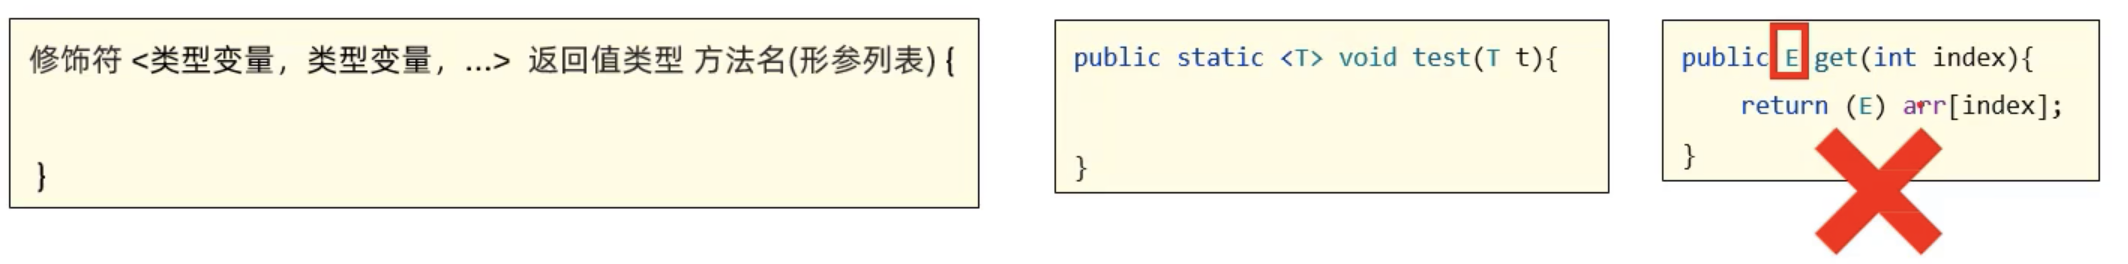 修饰符 <类型变量，类型变量，...>  返回值类型 方法名(形参列表) {
}
public static <T> void test(T t){
}
public E get(int index){
return (E) arr[index];
}